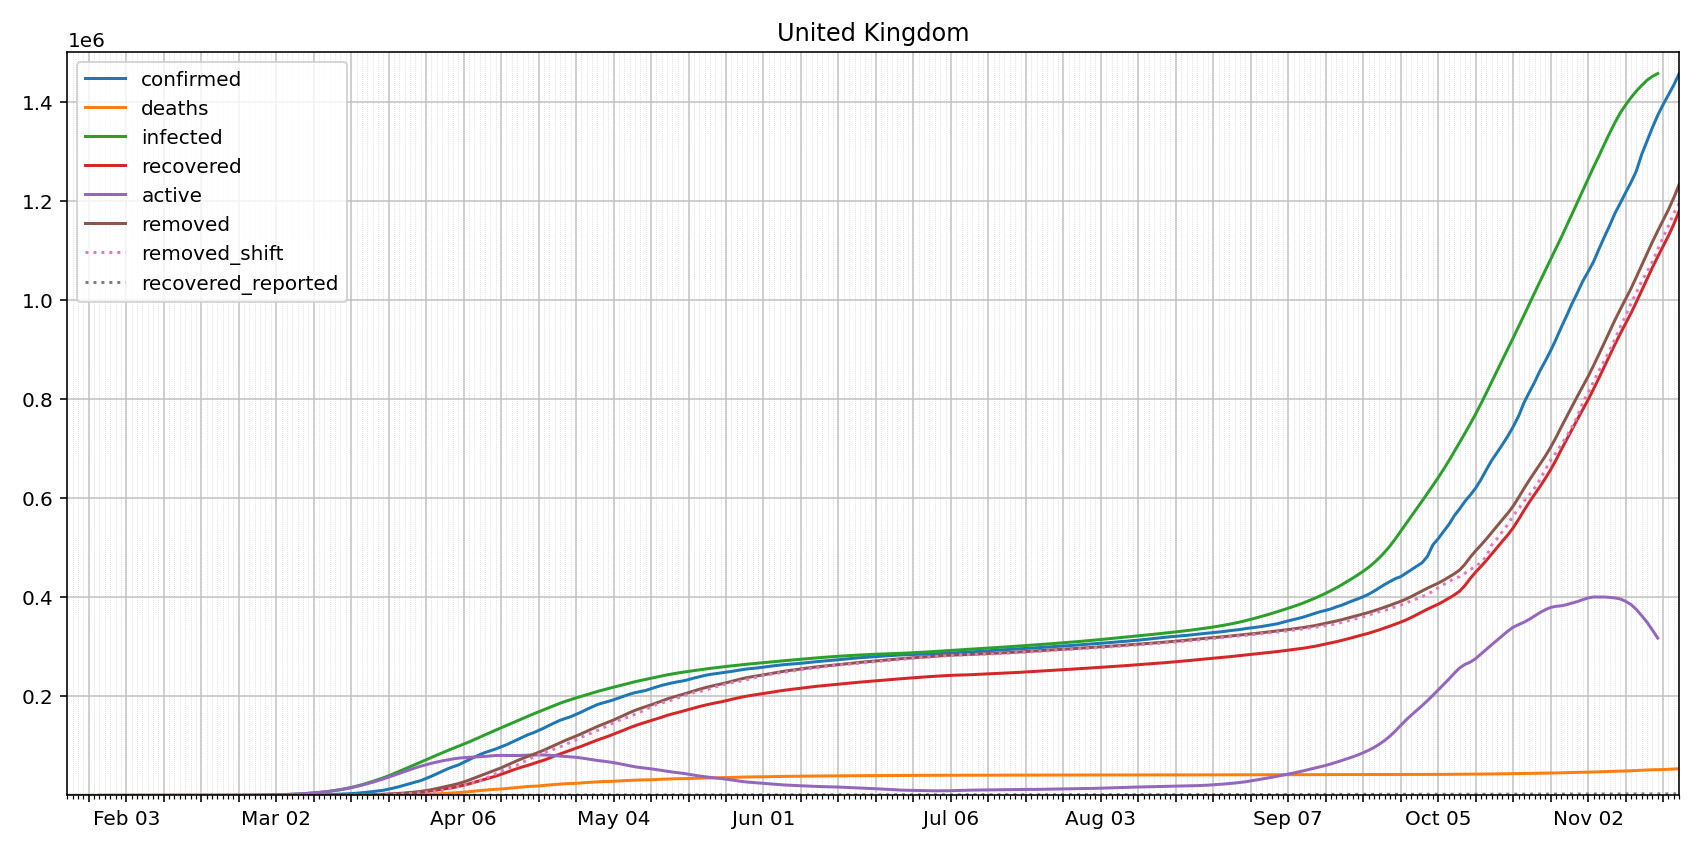 United Kingdom
1e6
confirmed
deaths
infected
recovered
active
removed
removed_shift
recovered_reported
1.4
1.2
1.0
0.8
0.6
0.4
0.2
Feb 03 Mar 02 Apr 06 May 04 Jun 01 Jul 06 Aug 03 Sep 07 Oct 05 Nov 02